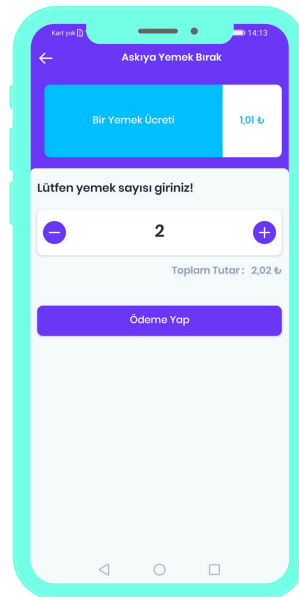 Kart yok
14:13
Askıya Yemek Bırak
Bir Yemek Ücreti
1,01 ₺
Lütfen yemek sayısı giriniz!
2
Toplam Tutar : 2,02 ₺
Ödeme Yap